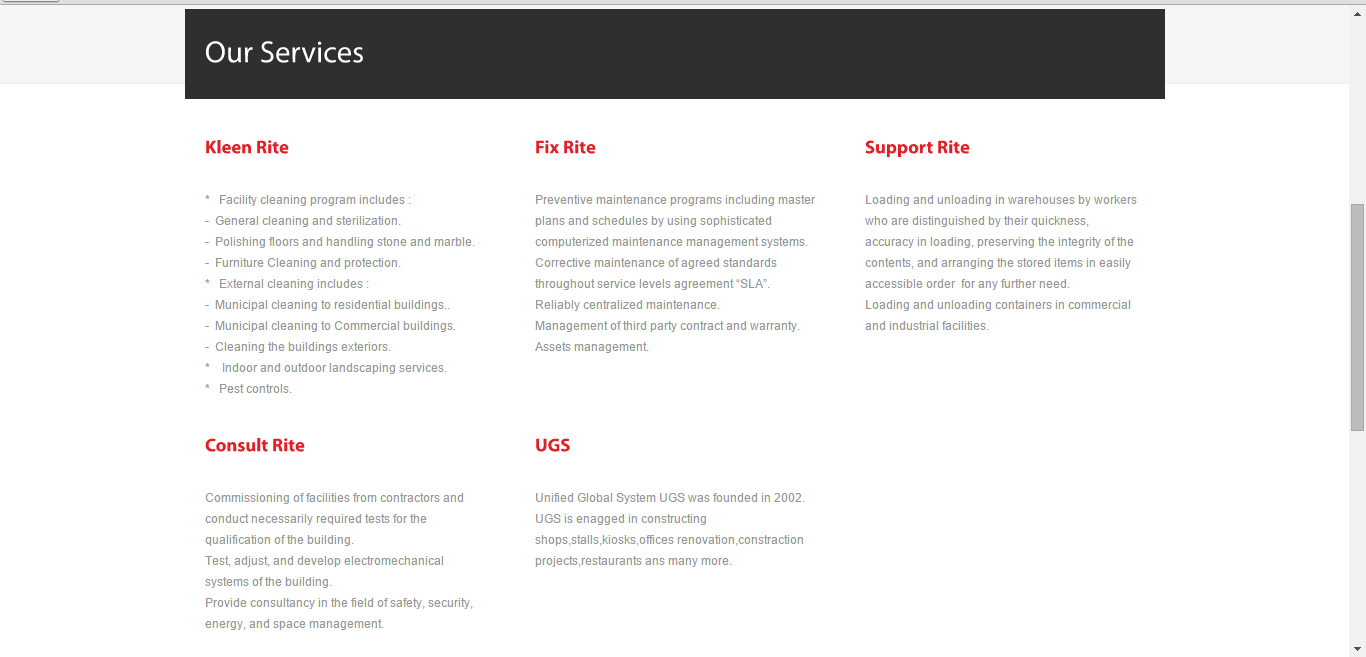 Our Services
Kleen Rite
* Facility cleaning program includes :
- General cleaning and sterilization.
- Polishing floors and handling stone and marble.
- Furniture Cleaning and protection.
* External cleaning includes :
- Municipal cleaning to residential buildings..
- Municipal cleaning to Commercial buildings.
- Cleaning the buildings exteriors.
* Indoor and outdoor landscaping services.
* Pest controls.
Fix Rite
Preventive maintenance programs including master
plans and schedules by using sophisticated
computerized maintenance management systems.
Corrective maintenance of agreed standards
throughout service levels agreement “SLA”.
Reliably centralized maintenance.
Management of third party contract and warranty.
Assets management.
Support Rite
Loading and unloading in warehouses by workers
who are distinguished by their quickness,
accuracy in loading, preserving the integrity of the
contents, and arranging the stored items in easily
accessible order for any further need.
Loading and unloading containers in commercial
and industrial facilities.
Consult Rite
Commissioning of facilities from contractors and
conduct necessarily required tests for the
qualification of the building.
Test, adjust, and develop electromechanical
systems of the building.
Provide consultancy in the field of safety, security,
energy, and space management.
UGS
Unified Global System UGS was founded in 2002.
UGS is enagged in constructing
shops,stalls,kiosks,offices renovation,constraction
projects,restaurants ans many more.